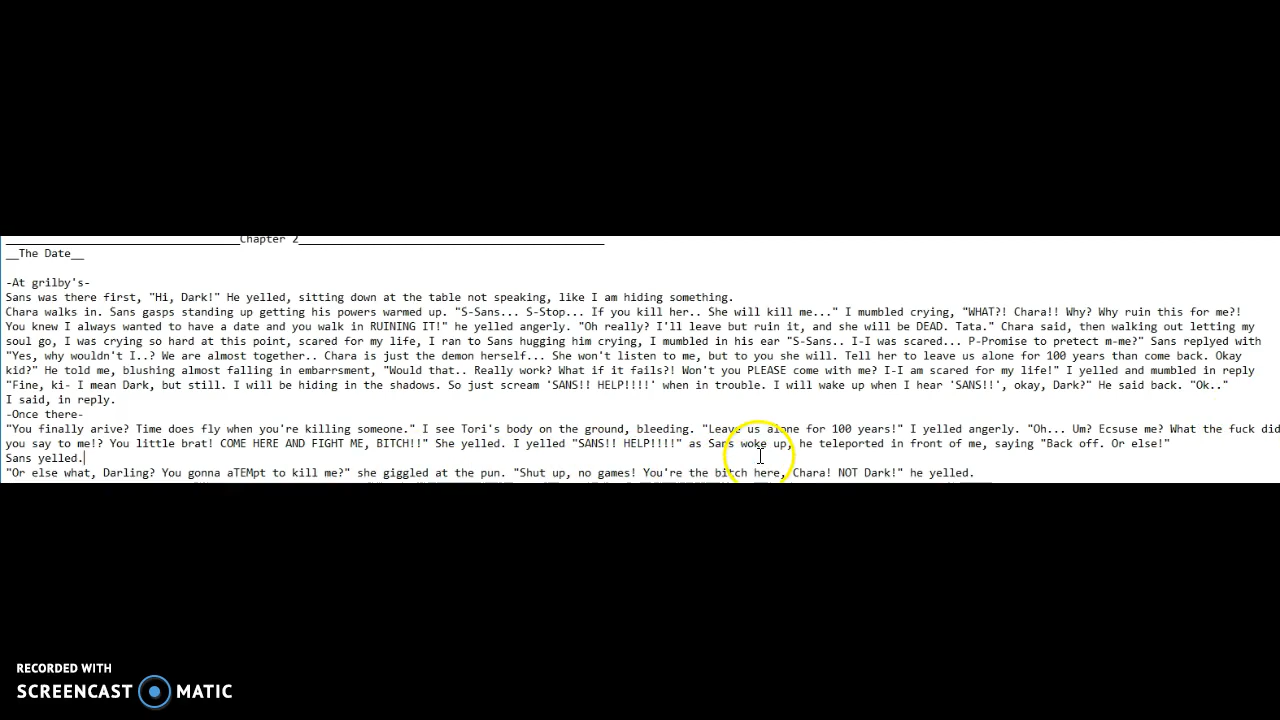 ________________________________Chapter 2__________________________________________
__The Date__
-At grilby's-
Sans was there first, "Hi, Dark!" He yelled, sitting down at the table not speaking, like I am hiding something.
Chara walks in. Sans gasps standing up getting his powers warmed up. "S-Sans... S-Stop... If you kill her.. She will kill me..." I mumbled crying, "WHAT?! Chara!! Why? Why ruin this for me?!
You knew I always wanted to have a date and you walk in RUINING IT!" he yelled angerly. "Oh really? I'll leave but ruin it, and she will be DEAD. Tata." Chara said, then walking out letting my
soul go, I was crying so hard at this point, scared for my life, I ran to Sans hugging him crying, I mumbled in his ear "S-Sans.. I-I was scared... P-Promise to pretect m-me?" Sans replyed with
"Yes, why wouldn't I..? We are almost together.. Chara is just the demon herself... She won't listen to me, but to you she will. Tell her to leave us alone for 100 years than come back. Okay
kid?" He told me, blushing almost falling in embarrsment, "Would that.. Really work? What if it fails?! Won't you PLEASE come with me? I-I am scared for my life!" I yelled and mumbled in reply
"Fine, ki- I mean Dark, but still. I will be hiding in the shadows. So just scream 'SANS!! HELP!!!!' when in trouble. I will wake up when I hear 'SANS!!', okay, Dark?" He said back. "Ok.."
I said, in reply.
-Once there-
"You finally arive? Time does fly when you're killing someone." I see Tori's body on the ground, bleeding. "Leave us alone for 100 years!" I yelled angerly. "Oh... Um? Ecsuse me? What the fuck did
you say to me!? You little brat! COME HERE AND FIGHT ME, BITCH!!" She yelled. I yelled "SANS!! HELP!!!!" as Sans woke up, he teleported in front of me, saying "Back off. Or else!"
Sans yelled.
"Or else what, Darling? You gonna aTEMpt to kill me?" she giggled at the pun. "Shut up, no games! You're the bitch here, Chara! NOT Dark!" he yelled.
RECORDED WITH
SCREENCAST MATIC